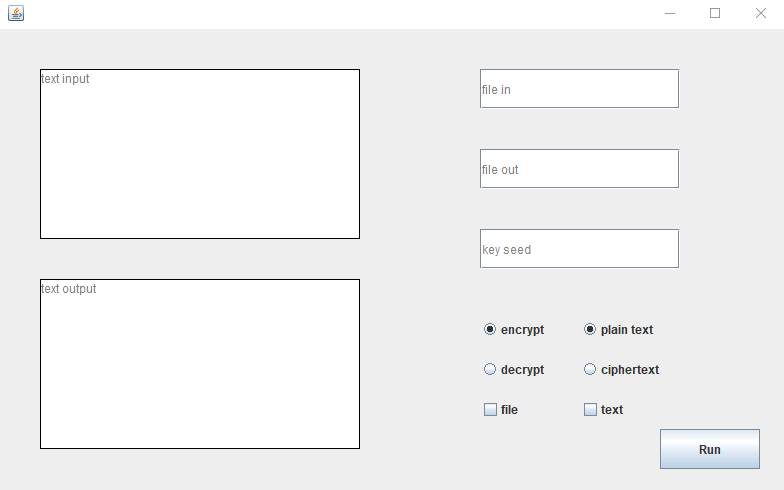 text input
text output
file in
file out
key seed
encrypt
plain text
decrypt
ciphertext
file
text
Run